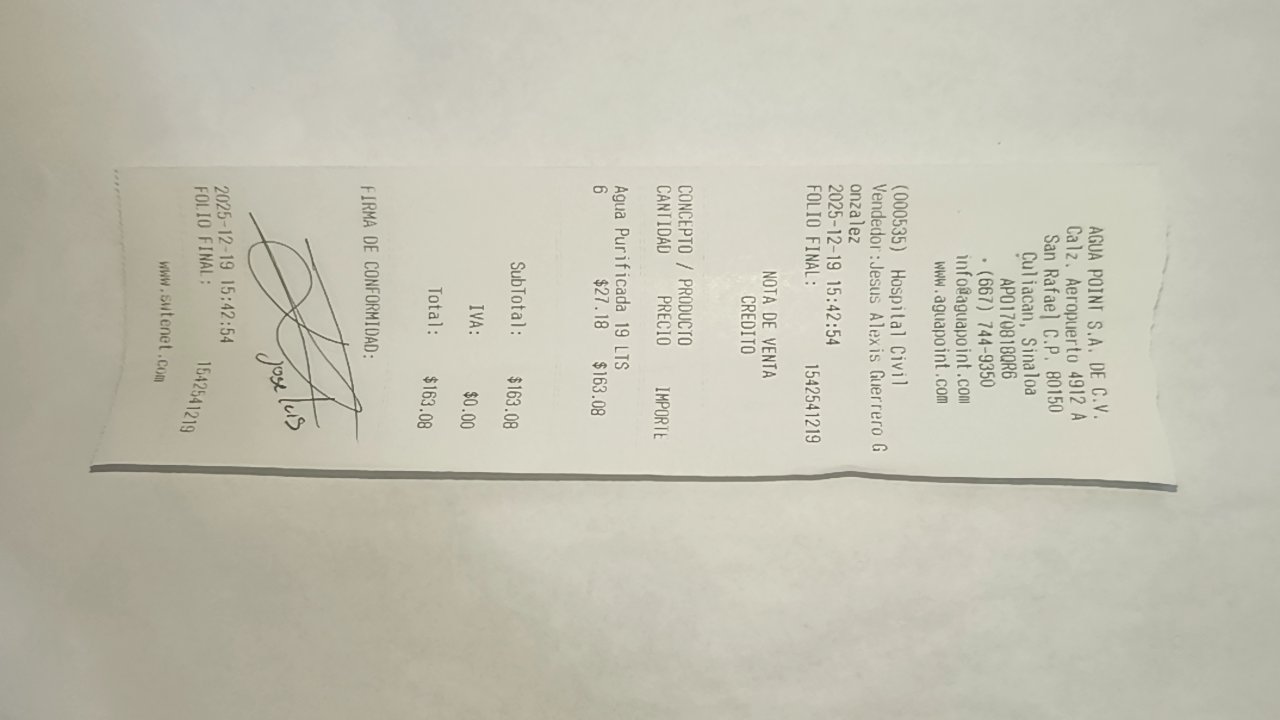 AGUA POINT S.A. DE C.V.
Calz. Aeropuerto 4912 A
San Rafael C.P. 80150
Culiacan, Sinaloa
APO170818QR6
• (667) 744-9350
info@aguapoint.com
www.aguapoint.com
(000535) Hospital Civil
Vendedor:Jesus Alexis Guerrero G
onzalez
2025-12-19 15:42:54
FOLIO FINAL: 1542541219
NOTA DE VENTA
CREDITO
CONCEPTO / PRODUCTO
CANTIDAD PRECIO IMPORTE
Agua Purificada 19 LTS
6 $27.18 $163.08
SubTotal: $163.08
IVA: $0.00
Total: $163.08
FIRMA DE CONFORMIDAD:
Jose Luis
2025-12-19 15:42:54
FOLIO FINAL: 1542541219
www.swtenet.com